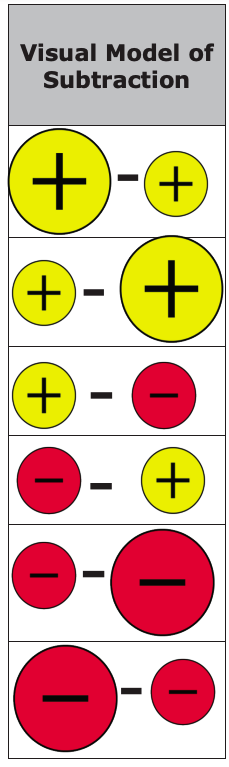 Visual Model of
Subtraction
+ - +
+ - +
+ - -
- - +
- - -
- - -